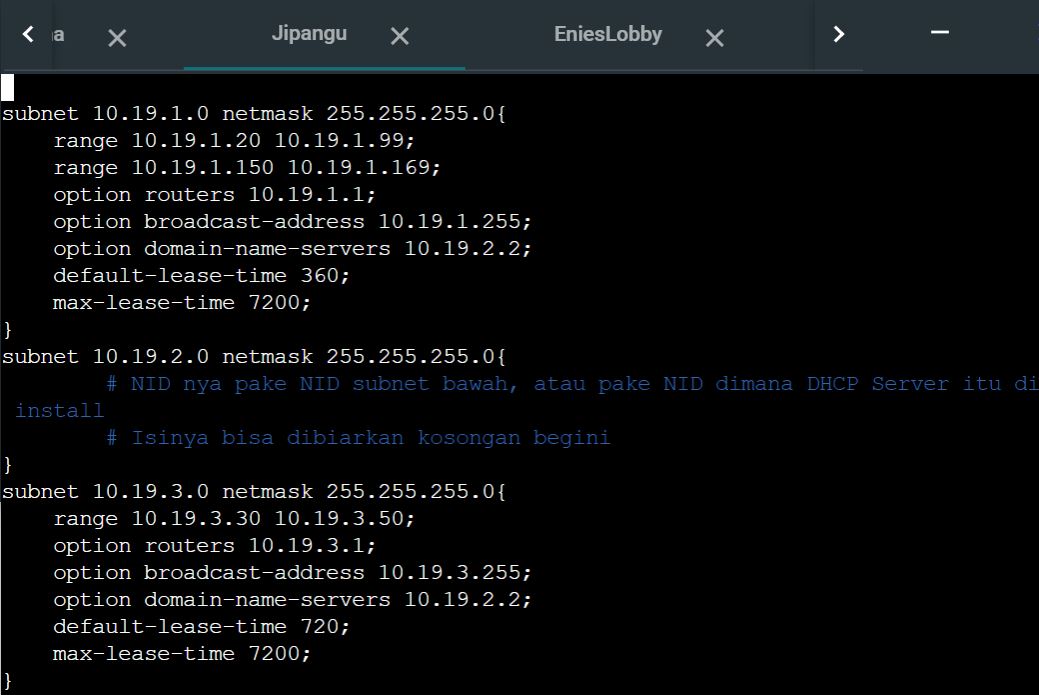 a
Jipangu
EniesLobby
subnet 10.19.1.0 netmask 255.255.255.0{
    range 10.19.1.20 10.19.1.99;
    range 10.19.1.150 10.19.1.169;
    option routers 10.19.1.1;
    option broadcast-address 10.19.1.255;
    option domain-name-servers 10.19.2.2;
    default-lease-time 360;
    max-lease-time 7200;
}
subnet 10.19.2.0 netmask 255.255.255.0{
        # NID nya pake NID subnet bawah, atau pake NID dimana DHCP Server itu di
 install
        # Isinya bisa dibiarkan kosongan begini
}
subnet 10.19.3.0 netmask 255.255.255.0{
    range 10.19.3.30 10.19.3.50;
    option routers 10.19.3.1;
    option broadcast-address 10.19.3.255;
    option domain-name-servers 10.19.2.2;
    default-lease-time 720;
    max-lease-time 7200;
}